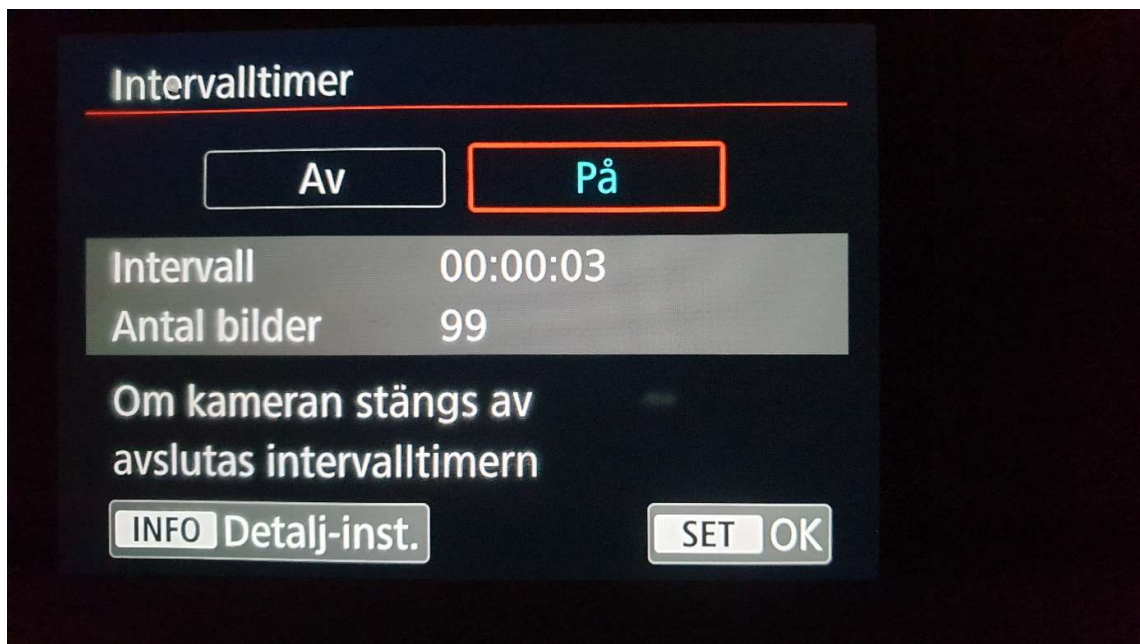 Intervalltimer
Av På
Intervall 00:00:03
Antal bilder 99
Om kameran stängs av
avslutas intervalltimern
INFO Detalj-inst. SET OK